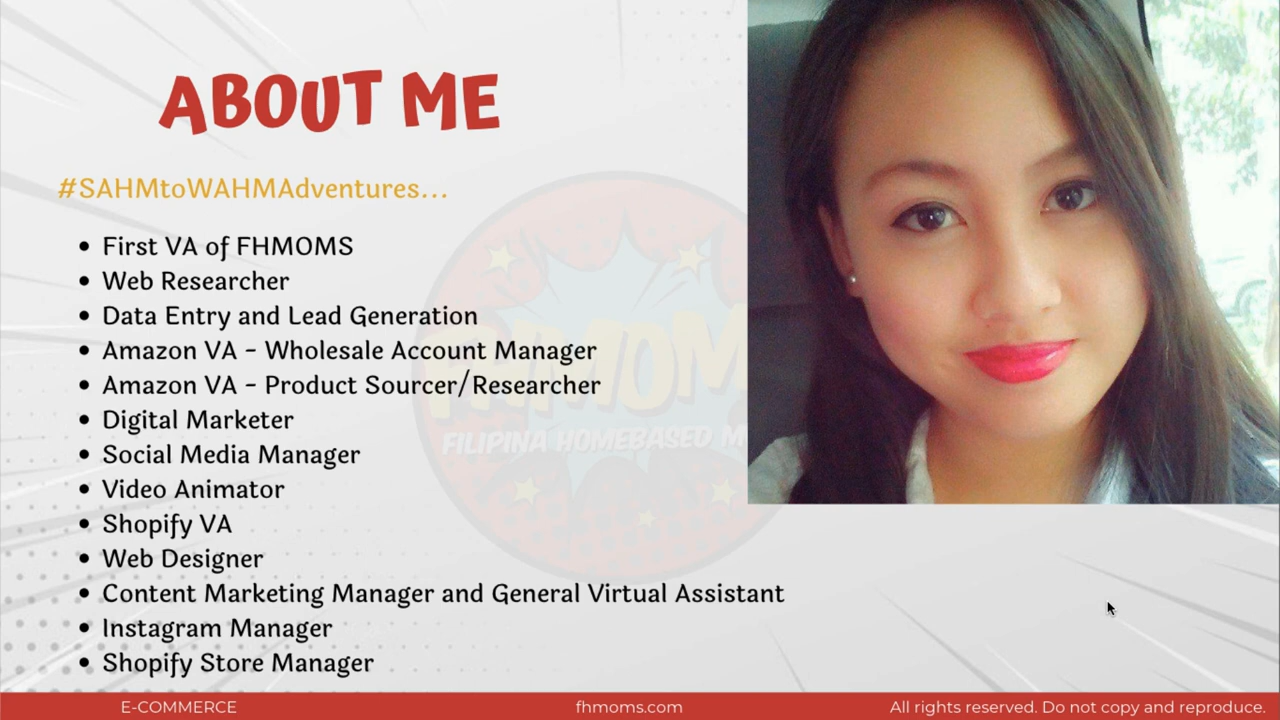 ABOUT ME
#SAHMtoWAHMAdventures...
• First VA of FHMOMS
• Web Researcher
• Data Entry and Lead Generation
• Amazon VA - Wholesale Account Manager
• Amazon VA - Product Sourcer/Researcher
• Digital Marketer
• Social Media Manager
• Video Animator
• Shopify VA
• Web Designer
• Content Marketing Manager and General Virtual Assistant
• Instagram Manager
• Shopify Store Manager
FHMOM
FILIPINA HOMEBASED M
E-COMMERCE
fhmoms.com
All rights reserved. Do not copy and reproduce.